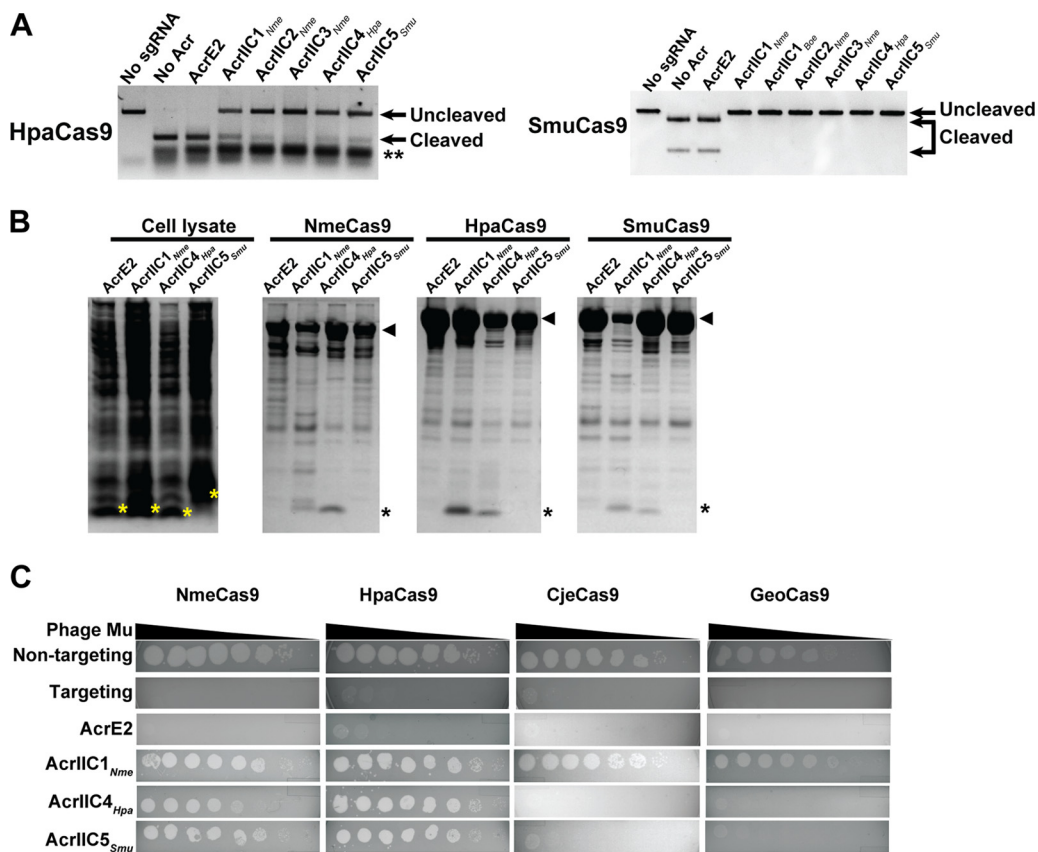 A
No sgRNA
No Acr
AcrE2
AcrIIC1Nme
AcrIIC2Nme
AcrIIC3Nme
AcrIIC4Hpa
AcrIIC5Smu
HpaCas9
Uncleaved
Cleaved
**
No sgRNA
No Acr
AcrE2
AcrIIC1Nme
AcrIIC1Boe
AcrIIC2Nme
AcrIIC3Nme
AcrIIC4Hpa
AcrIIC5Smu
SmuCas9
Uncleaved
Cleaved
B
Cell lysate
NmeCas9
HpaCas9
SmuCas9
AcrE2
AcrIIC1Nme
AcrIIC4Hpa
AcrIIC5Smu
AcrE2
AcrIIC1Nme
AcrIIC4Hpa
AcrIIC5Smu
AcrE2
AcrIIC1Nme
AcrIIC4Hpa
AcrIIC5Smu
AcrE2
AcrIIC1Nme
AcrIIC4Hpa
AcrIIC5Smu
* * * *
*
*
*
C
NmeCas9
HpaCas9
CjeCas9
GeoCas9
Phage Mu
Non-targeting
Targeting
AcrE2
AcrIIC1Nme
AcrIIC4Hpa
AcrIIC5Smu